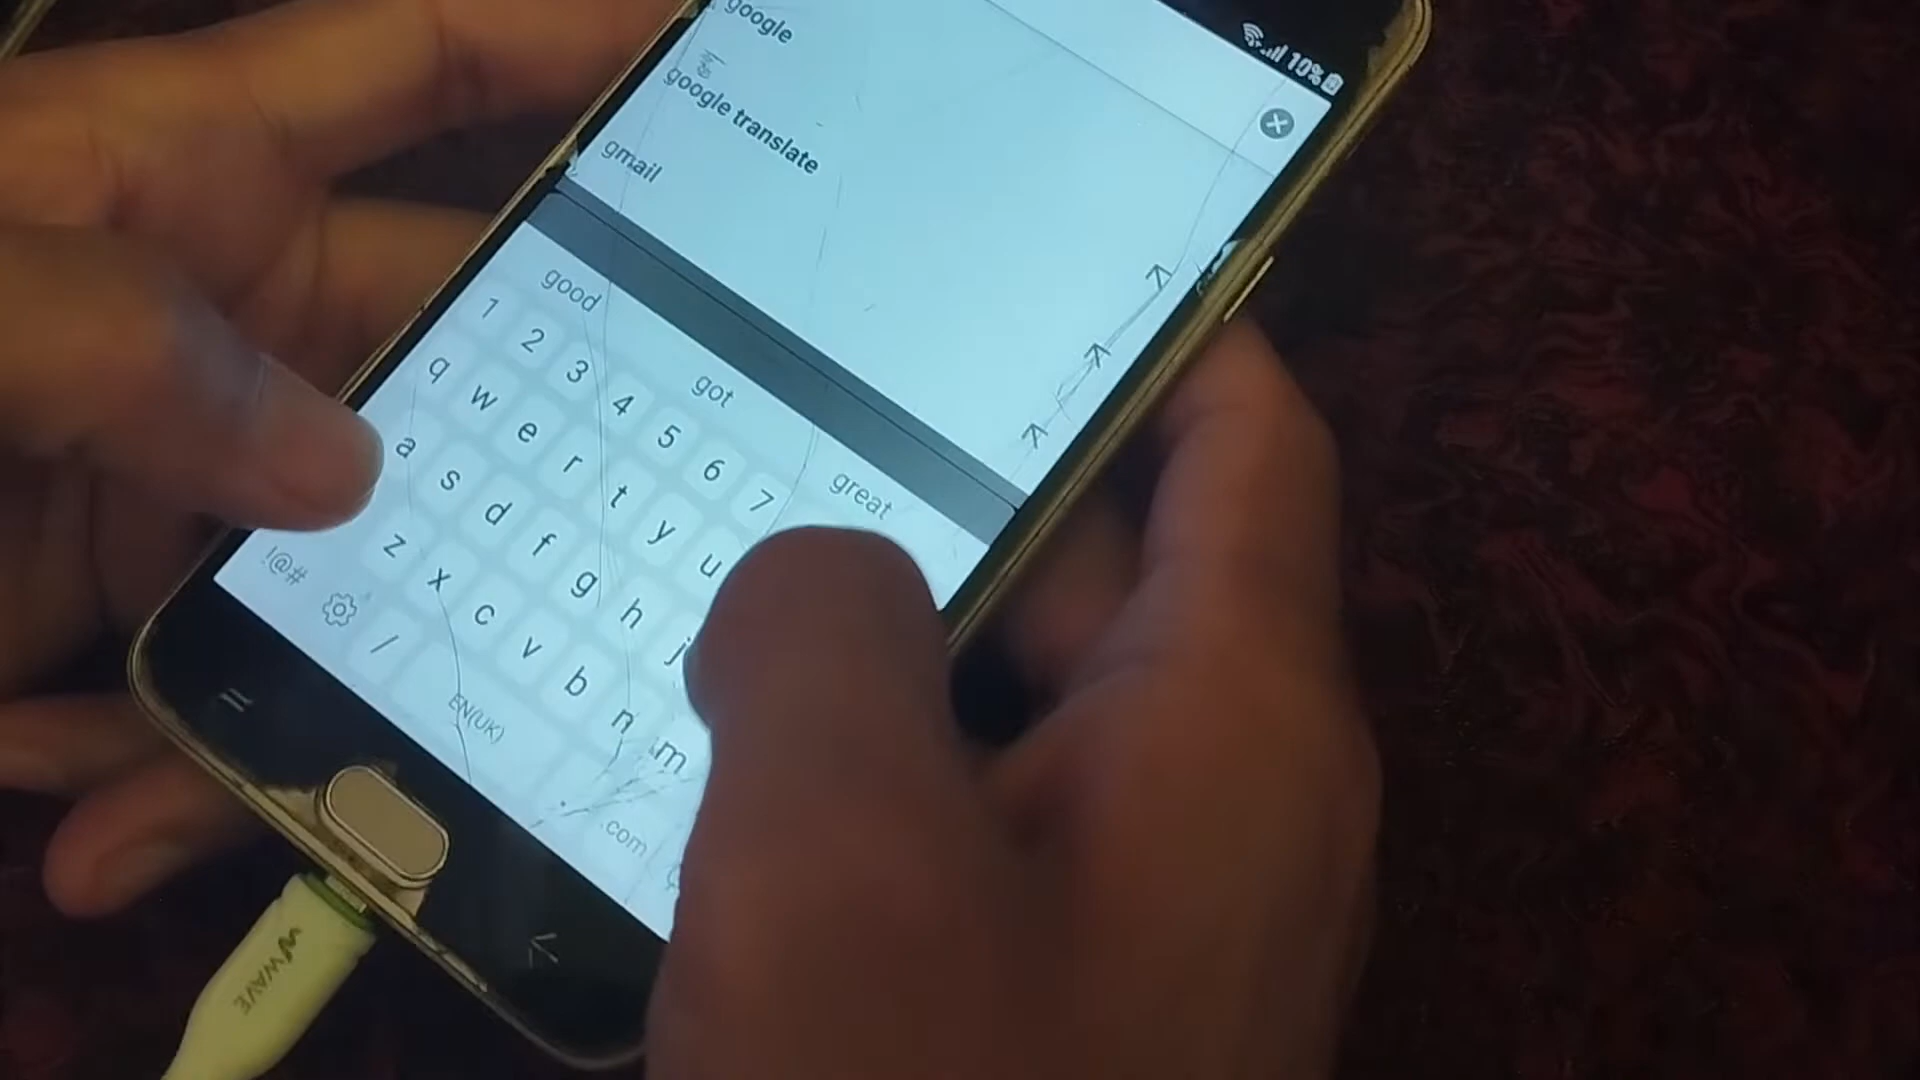 10%
google
google translate
gmail
good got great
1 2 3 4 5 6 7
q w e r t y u
a s d f g h j
z x c v b n m
!@# / EN(UK) . .com
WAVE